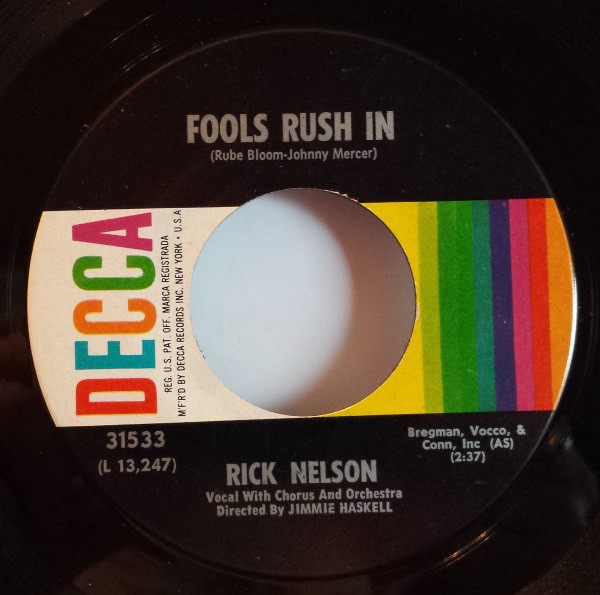 FOOLS RUSH IN
(Rube Bloom-Johnny Mercer)
DECCA
REG. U.S. PAT. OFF. MARCA REGISTRADA
M'F'R'D BY DECCA RECORDS INC. NEW YORK • U.S.A
31533
(L 13,247)
Bregman, Vocco, &
Conn, Inc (AS)
(2:37)
RICK NELSON
Vocal With Chorus And Orchestra
Directed By JIMMIE HASKELL